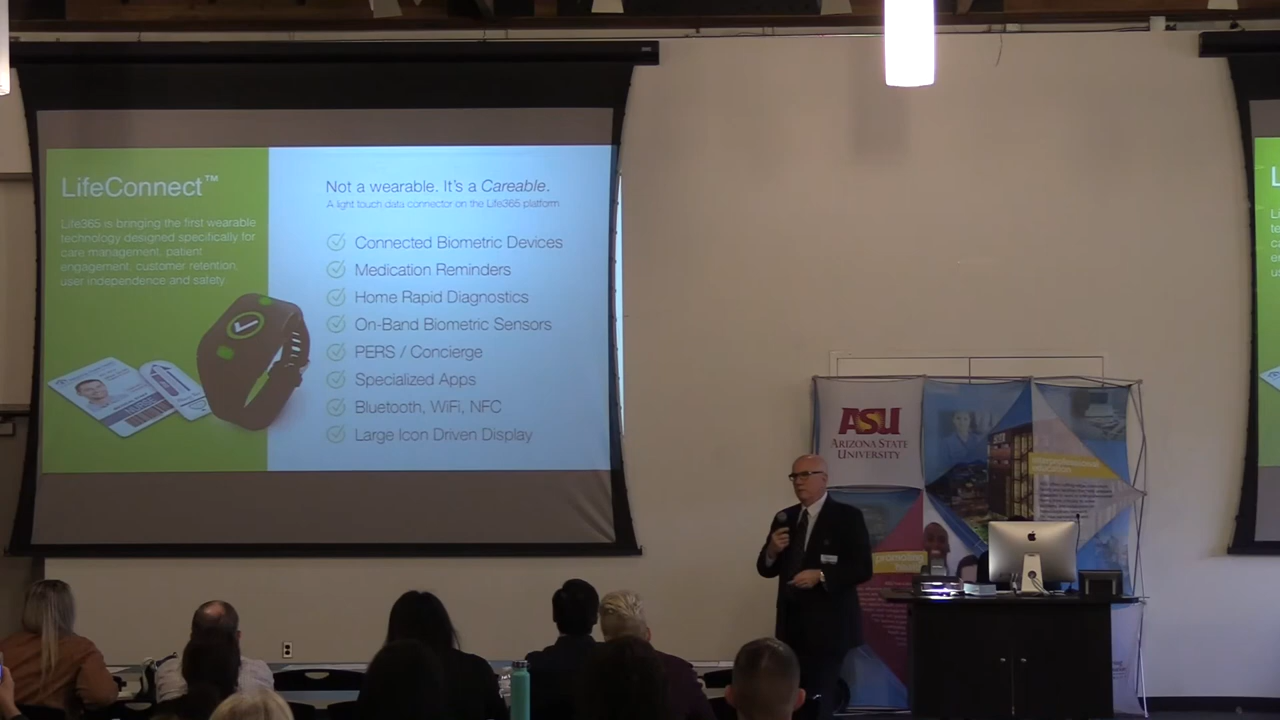 LifeConnect™
Life365 is bringing the first wearable
technology designed specifically for
care management, patient
engagement, customer retention,
user independence and safety
Not a wearable. It's a Careable.
A light touch data connector on the Life365 platform
Connected Biometric Devices
Medication Reminders
Home Rapid Diagnostics
On-Band Biometric Sensors
PERS / Concierge
Specialized Apps
Bluetooth, WiFi, NFC
Large Icon Driven Display
ASU
ARIZONA STATE
UNIVERSITY
interprofessional
education